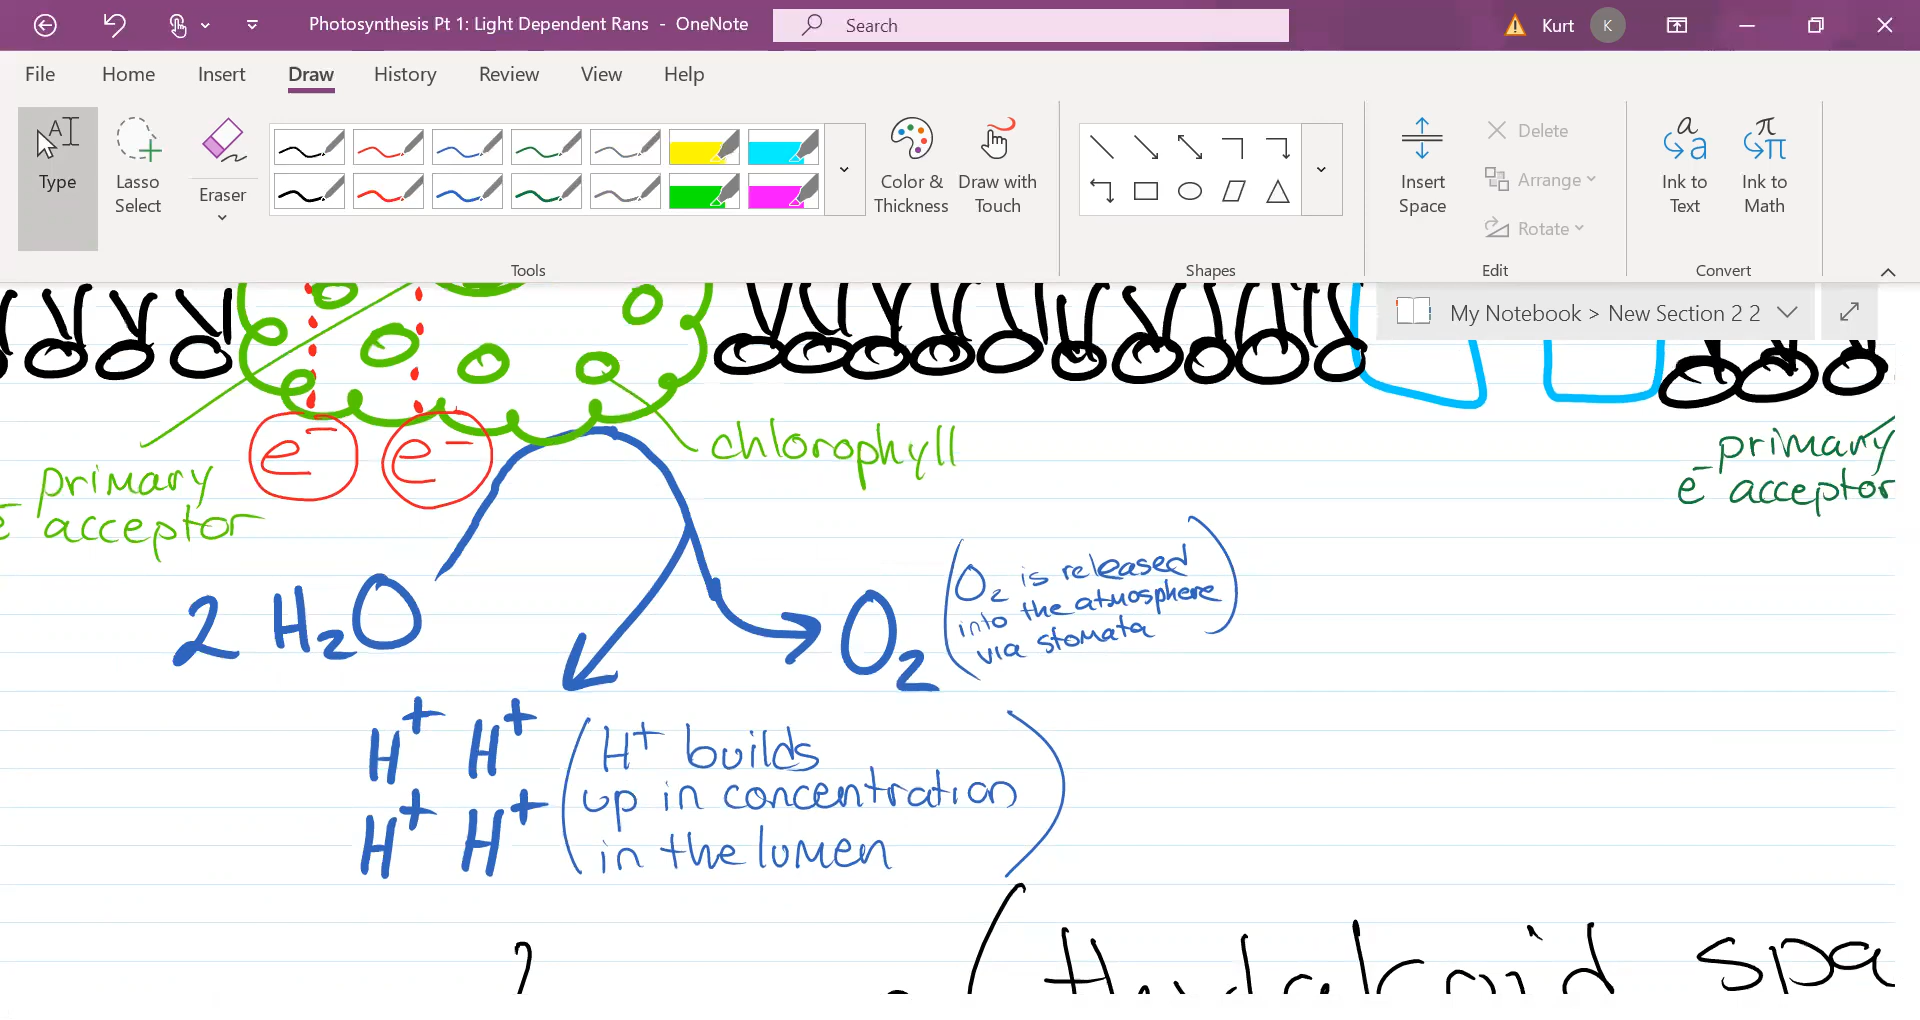 Photosynthesis Pt 1: Light Dependent Rans - OneNote
Search
Kurt
K
File Home Insert Draw History Review View Help
Type
Lasso Select
Eraser
Color & Thickness
Draw with Touch
Insert Space
Delete
Arrange
Rotate
Ink to Text
Ink to Math
Tools
Shapes
Edit
Convert
My Notebook > New Section 2 2
primary
e⁻ acceptor
e⁻ e⁻
chlorophyll
primary
e⁻ acceptor
2 H₂O
O₂
(O₂ is released
into the atmosphere
via stomata)
H⁺ H⁺
H⁺ H⁺
(H⁺ builds
up in concentration
in the lumen)